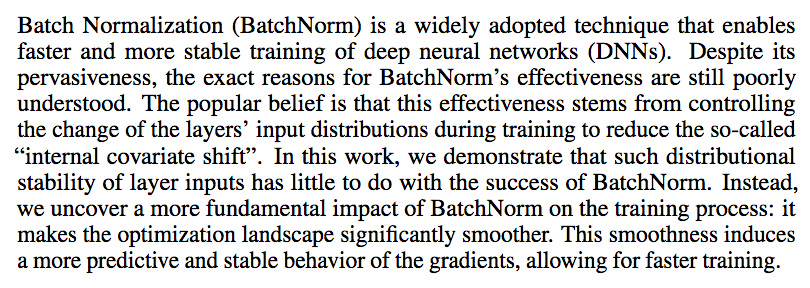 Batch Normalization (BatchNorm) is a widely adopted technique that enables
faster and more stable training of deep neural networks (DNNs). Despite its
pervasiveness, the exact reasons for BatchNorm’s effectiveness are still poorly
understood. The popular belief is that this effectiveness stems from controlling
the change of the layers’ input distributions during training to reduce the so-called
“internal covariate shift”. In this work, we demonstrate that such distributional
stability of layer inputs has little to do with the success of BatchNorm. Instead,
we uncover a more fundamental impact of BatchNorm on the training process: it
makes the optimization landscape significantly smoother. This smoothness induces
a more predictive and stable behavior of the gradients, allowing for faster training.